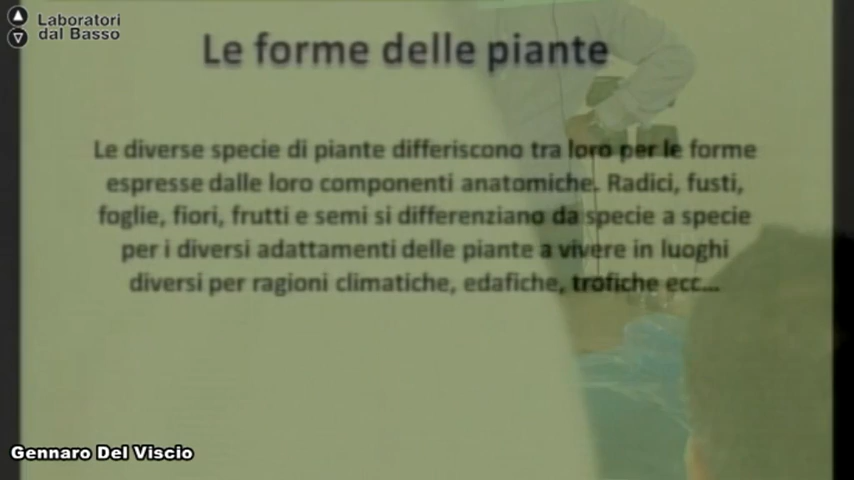 Laboratori
dal Basso
Le forme delle piante
Le diverse specie di piante differiscono tra loro per le forme
espresse dalle loro componenti anatomiche. Radici, fusti,
foglie, fiori, frutti e semi si differenziano da specie a specie
per i diversi adattamenti delle piante a vivere in luoghi
diversi per ragioni climatiche, edafiche, trofiche ecc...
Gennaro Del Viscio